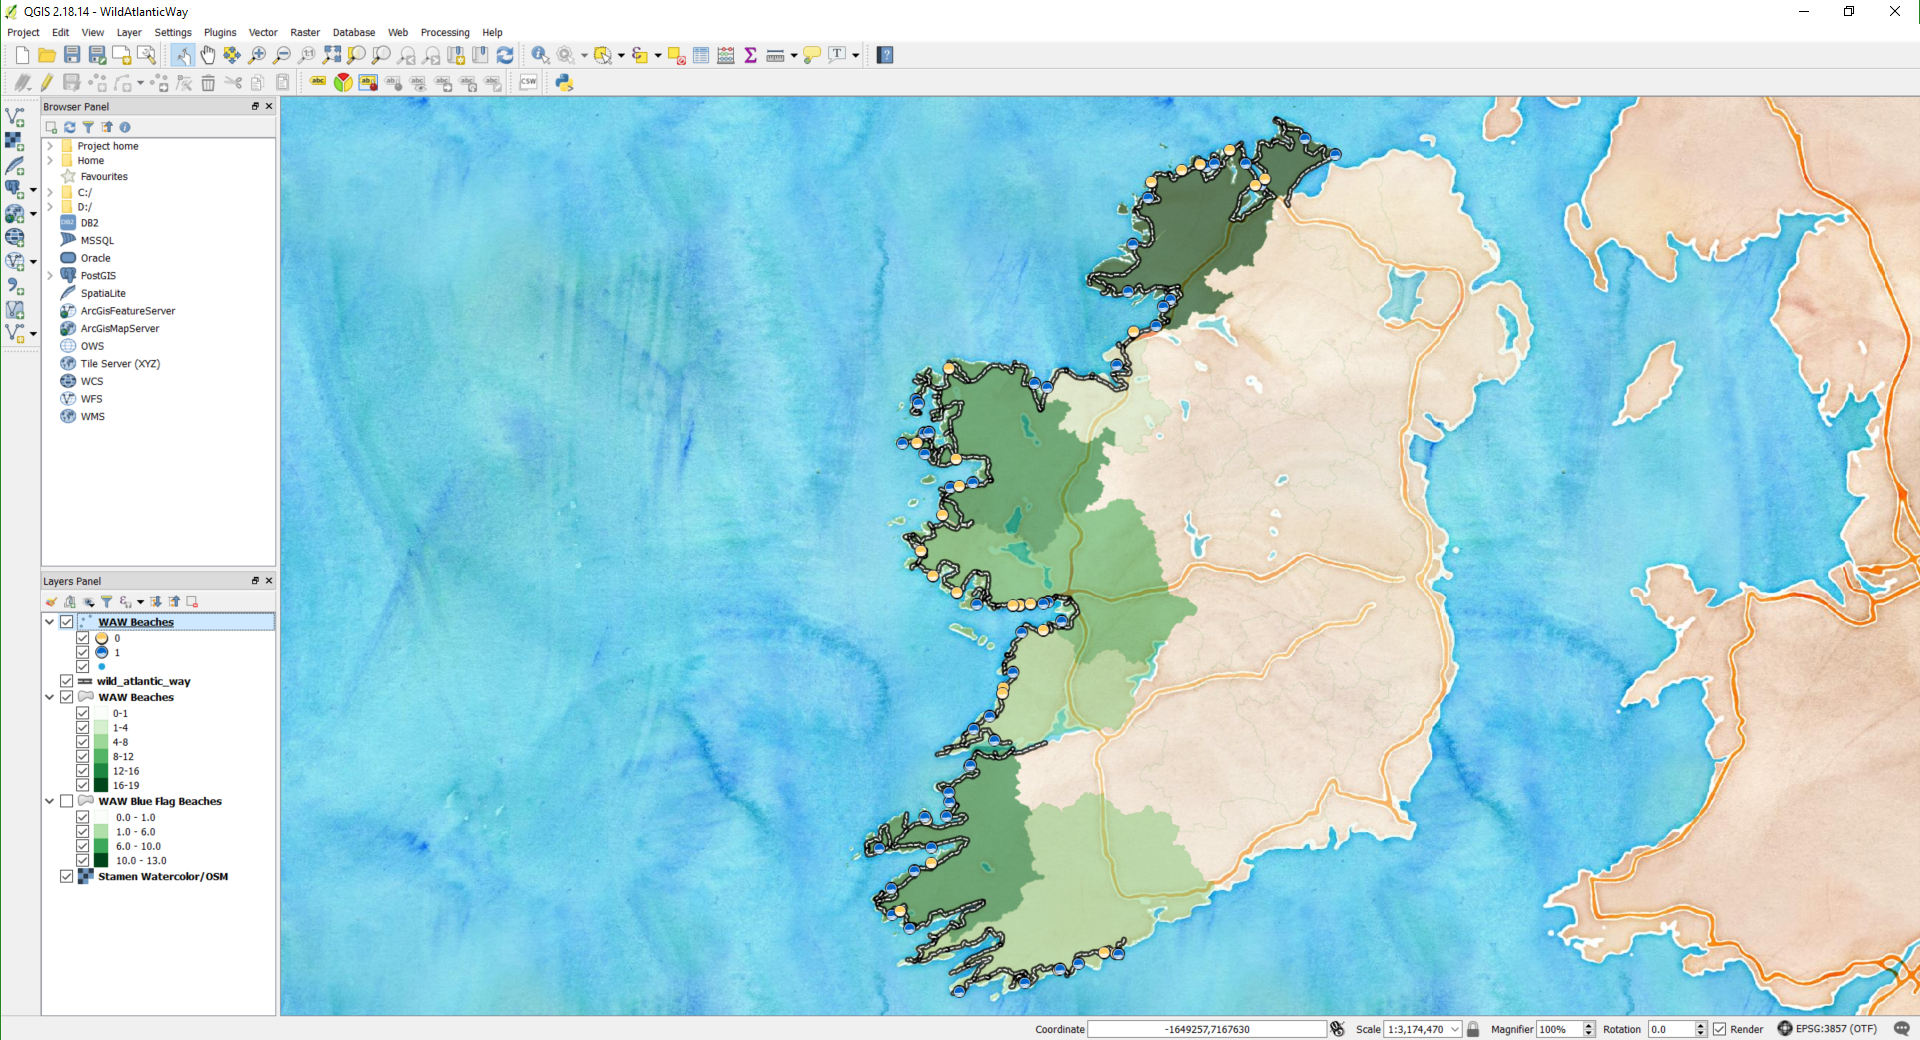 QGIS 2.18.14 - WildAtlanticWay
Project Edit View Layer Settings Plugins Vector Raster Database Web Processing Help
abc abc CSW
Browser Panel
Project home
Home
Favourites
C:/
D:/
DB2
MSSQL
Oracle
PostGIS
SpatiaLite
ArcGisFeatureServer
ArcGisMapServer
OWS
Tile Server (XYZ)
WCS
WFS
WMS
Layers Panel
WAW Beaches
0
1
wild_atlantic_way
WAW Beaches
0-1
1-4
4-8
8-12
12-16
16-19
WAW Blue Flag Beaches
0.0 - 1.0
1.0 - 6.0
6.0 - 10.0
10.0 - 13.0
Stamen Watercolor/OSM
Coordinate -1649257,7167630 Scale 1:3,174,470 Magnifier 100% Rotation 0.0 Render EPSG:3857 (OTF)